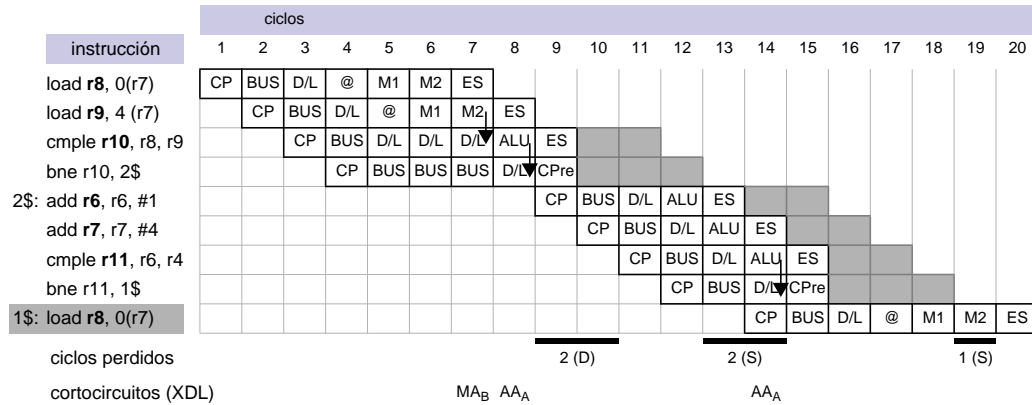 ciclos
instrucción 1 2 3 4 5 6 7 8 9 10 11 12 13 14 15 16 17 18 19 20
load r8, 0(r7) CP BUS D/L @ M1 M2 ES
load r9, 4 (r7) CP BUS D/L @ M1 M2 ES
cmple r10, r8, r9 CP BUS D/L D/L D/L ALU ES
bne r10, 2$ CP BUS BUS BUS D/L CPre
2$: add r6, r6, #1 CP BUS D/L ALU ES
add r7, r7, #4 CP BUS D/L ALU ES
cmple r11, r6, r4 CP BUS D/L ALU ES
bne r11, 1$ CP BUS D/L CPre
1$: load r8, 0(r7) CP BUS D/L @ M1 M2 ES
ciclos perdidos 2 (D) 2 (S) 1 (S)
cortocircuitos (XDL) MAB AAA AAA